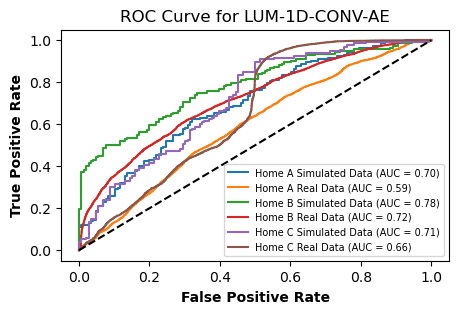 ROC Curve for LUM-1D-CONV-AE
True Positive Rate
1.0
0.8
0.6
0.4
0.2
0.0
Home A Simulated Data (AUC = 0.70)
Home A Real Data (AUC = 0.59)
Home B Simulated Data (AUC = 0.78)
Home B Real Data (AUC = 0.72)
Home C Simulated Data (AUC = 0.71)
Home C Real Data (AUC = 0.66)
0.0 0.2 0.4 0.6 0.8 1.0
False Positive Rate